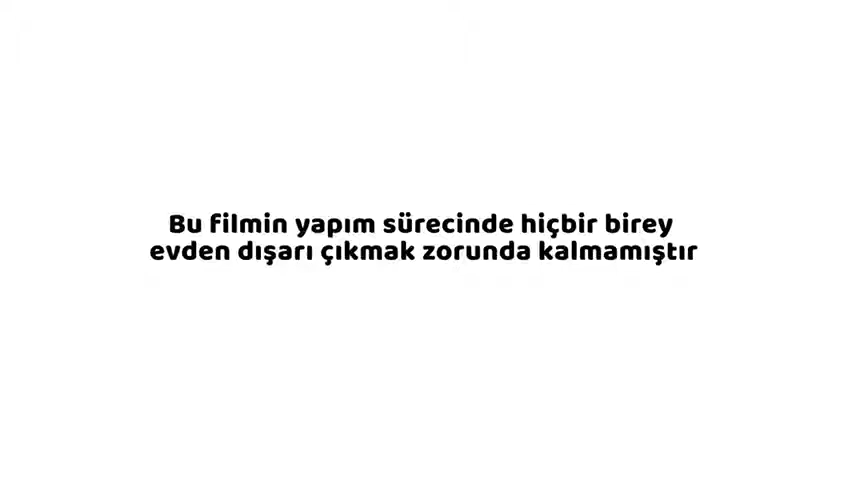 Bu filmin yapım sürecinde hiçbir birey
evden dışarı çıkmak zorunda kalmamıştır